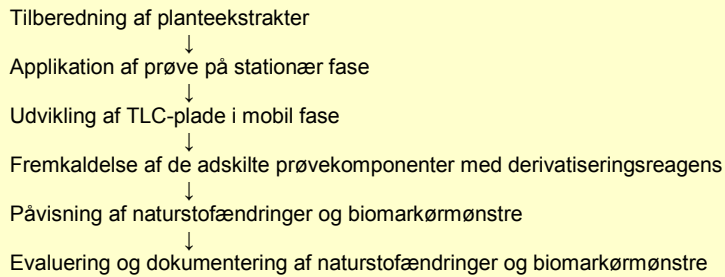 Tilberedning af planteekstrakter
↓
Applikation af prøve på stationær fase
↓
Udvikling af TLC-plade i mobil fase
↓
Fremkaldelse af de adskilte prøvekomponenter med derivatiseringsreagens
↓
Påvisning af naturstofændringer og biomarkørmønstre
↓
Evaluering og dokumentering af naturstofændringer og biomarkørmønstre